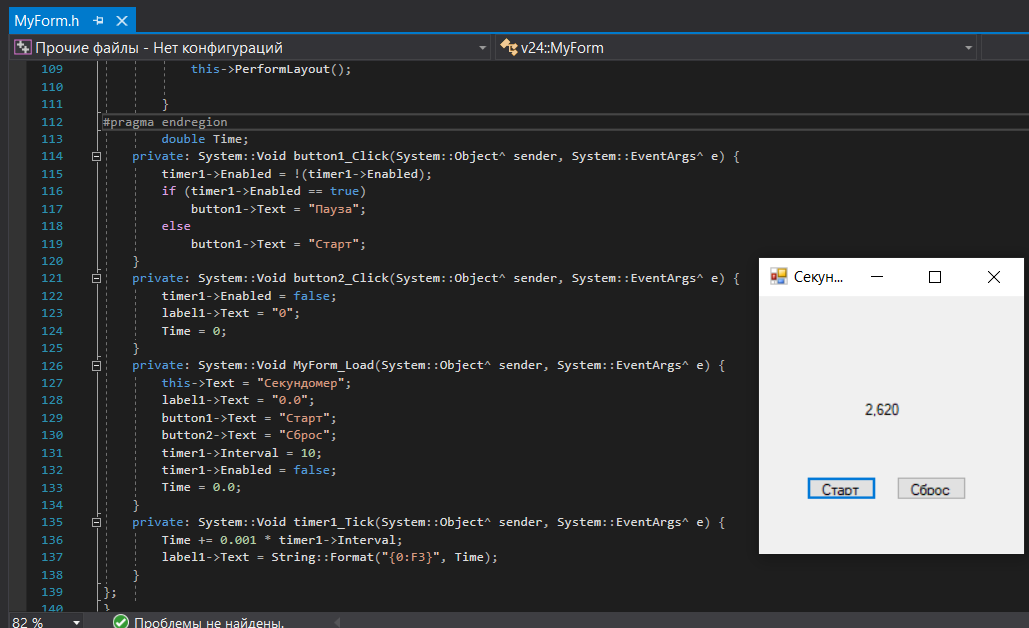 MyForm.h
Прочие файлы - Нет конфигураций v24::MyForm
109 this->PerformLayout();
110
111 }
112 #pragma endregion
113 double Time;
114 private: System::Void button1_Click(System::Object^ sender, System::EventArgs^ e) {
115 timer1->Enabled = !(timer1->Enabled);
116 if (timer1->Enabled == true)
117 button1->Text = "Пауза";
118 else
119 button1->Text = "Старт";
120 }
121 private: System::Void button2_Click(System::Object^ sender, System::EventArgs^ e) {
122 timer1->Enabled = false;
123 label1->Text = "0";
124 Time = 0;
125 }
126 private: System::Void MyForm_Load(System::Object^ sender, System::EventArgs^ e) {
127 this->Text = "Секундомер";
128 label1->Text = "0.0";
129 button1->Text = "Старт";
130 button2->Text = "Сброс";
131 timer1->Interval = 10;
132 timer1->Enabled = false;
133 Time = 0.0;
134 }
135 private: System::Void timer1_Tick(System::Object^ sender, System::EventArgs^ e) {
136 Time += 0.001 * timer1->Interval;
137 label1->Text = String::Format("{0:F3}", Time);
138 }
139 };
140 }
82 % Проблемы не найдены.
Секун...
2,620
Старт Сброс